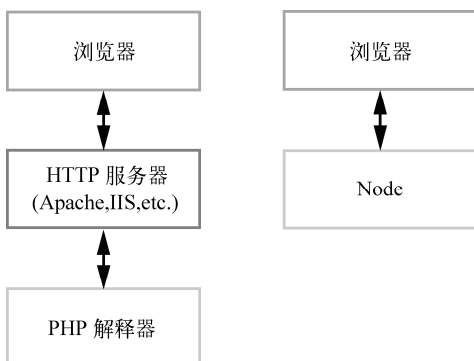 浏览器
HTTP 服务器
(Apache,IIS,etc.)
PHP 解释器
浏览器
Node